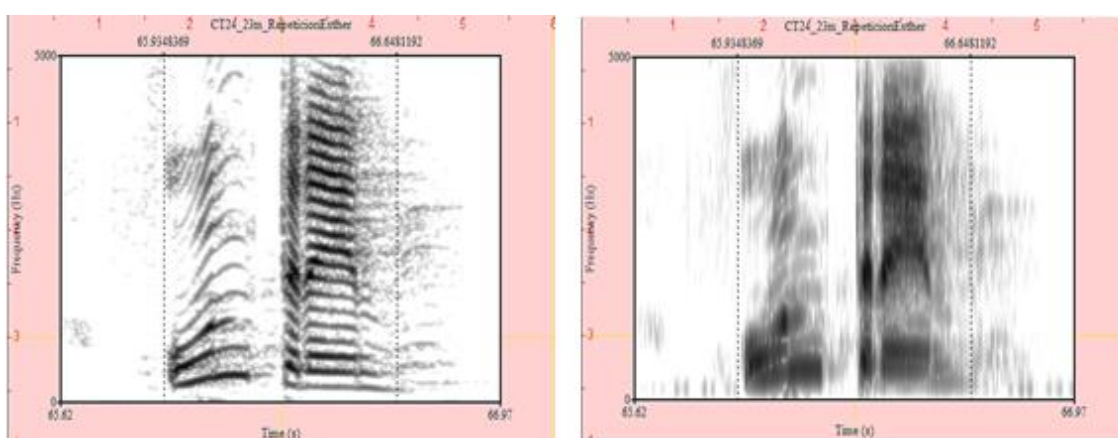 1 2 3 4 5 6
CT24_23m_RepeticionEsther
65.9348369 66.6481192
5000
1
Frequency (Hz)
3
0
65.62 66.97
Time (s)
1 2 3 4 5
CT24_23m_RepeticionEsther
65.9348369 66.6481192
5000
1
Frequency (Hz)
3
0
65.62 66.97
Time (s)